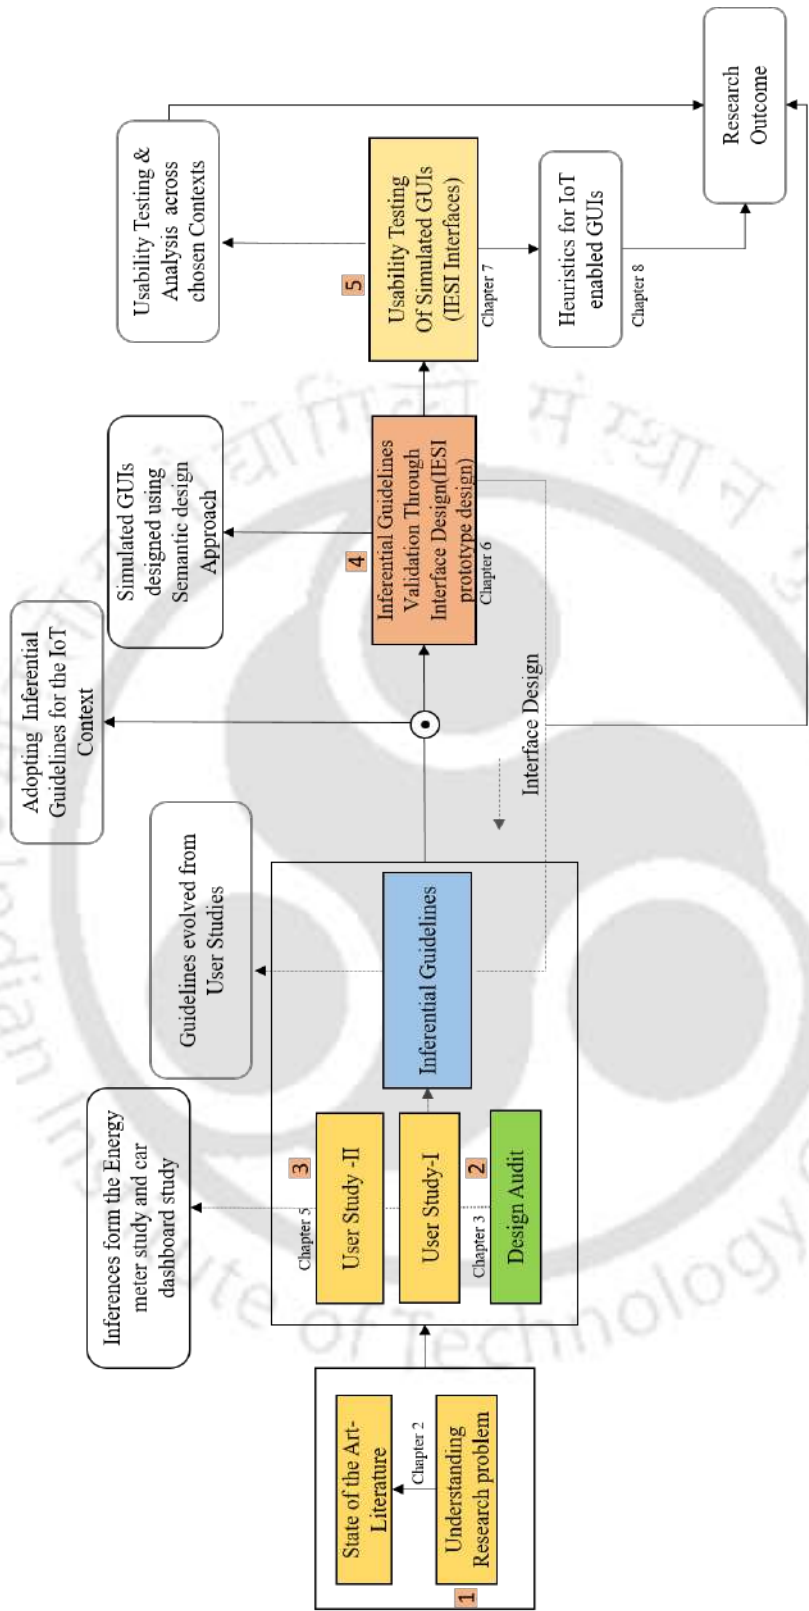 Adopting Inferential
Guidelines for the IoT
Context
Inferences form the Energy
meter study and car
dashboard study
Guidelines evolved from
User Studies
Simulated GUIs
designed using
Semantic design
Approach
Usability Testing &
Analysis across
chosen Contexts
State of the Art-
Literature
Chapter 2
Understanding
Research problem
1
Chapter 5
3
User Study -II
User Study-I
Chapter 3
2
Design Audit
Inferential Guidelines
Interface Design
4
Inferential Guidelines
Validation Through
Interface Design(IESI
prototype design)
Chapter 6
5
Usability Testing
Of Simulated GUIs
(IESI Interfaces)
Chapter 7
Heuristics for IoT
enabled GUIs
Chapter 8
Research
Outcome
Indian Institute of Technology